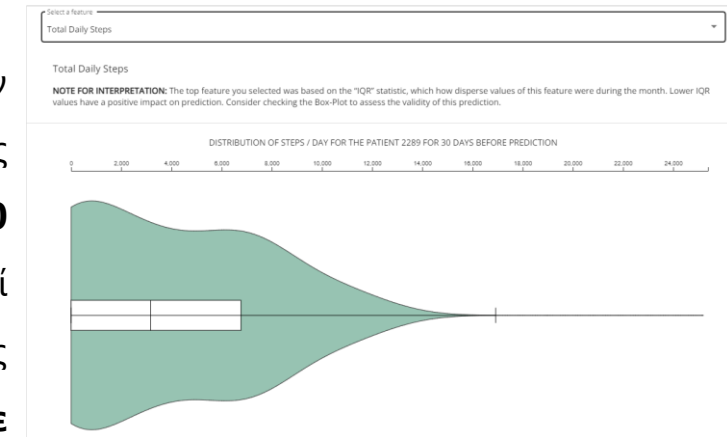 Select a feature
Total Daily Steps
Total Daily Steps
NOTE FOR INTERPRETATION: The top feature you selected was based on the "IQR" statistic, which how disperse values of this feature were during the month. Lower IQR
values have a positive impact on prediction. Consider checking the Box-Plot to assess the validity of this prediction.
DISTRIBUTION OF STEPS / DAY FOR THE PATIENT 2289 FOR 30 DAYS BEFORE PREDICTION
0 2,000 4,000 6,000 8,000 10,000 12,000 14,000 16,000 18,000 20,000 22,000 24,000
ν
ς
ί
ς
ε